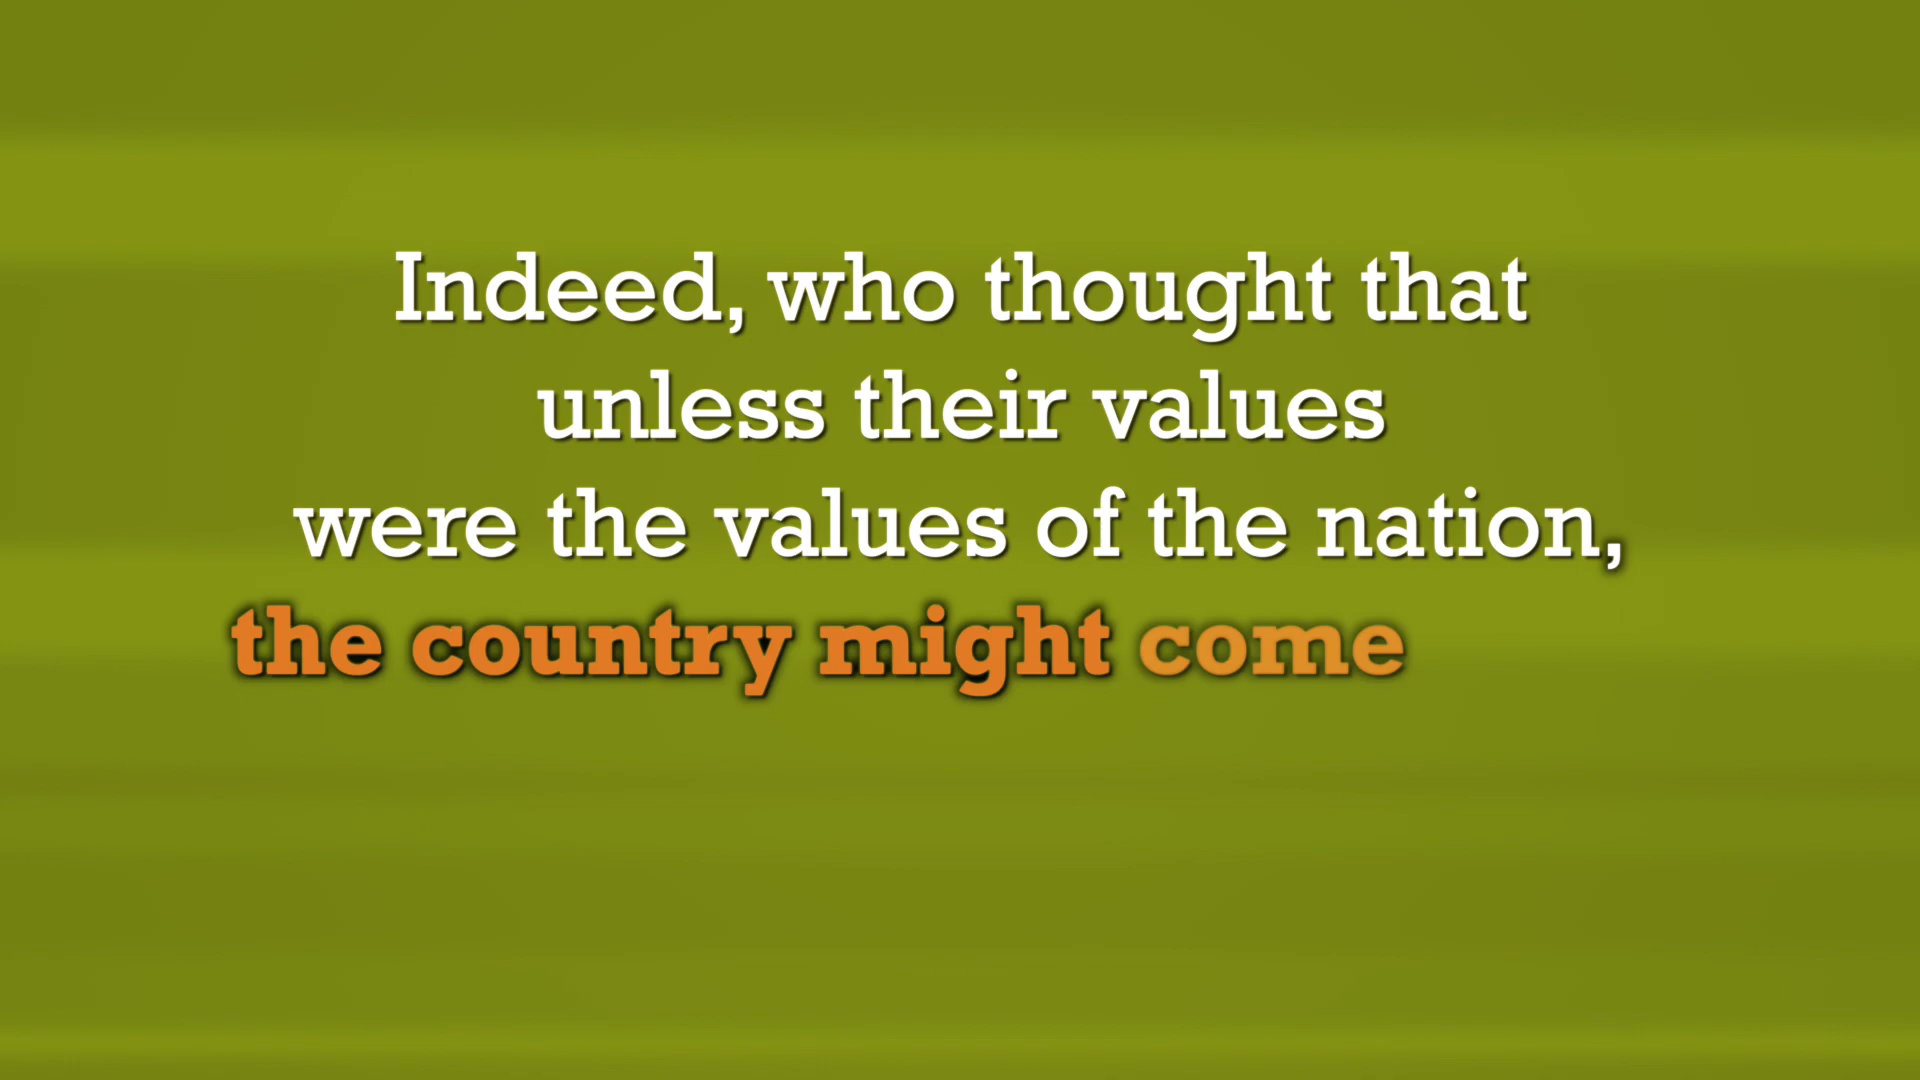 Indeed, who thought that
unless their values
were the values of the nation,
the country might come